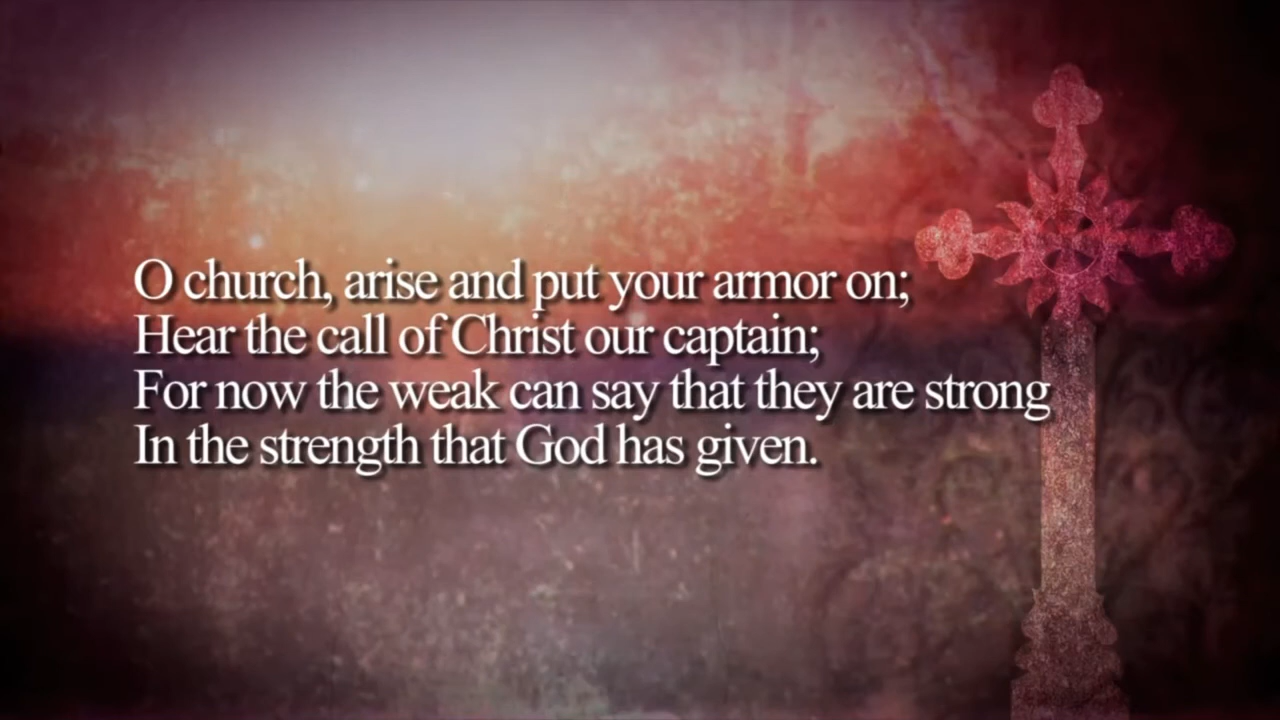 O church, arise and put your armor on;
Hear the call of Christ our captain;
For now the weak can say that they are strong
In the strength that God has given.